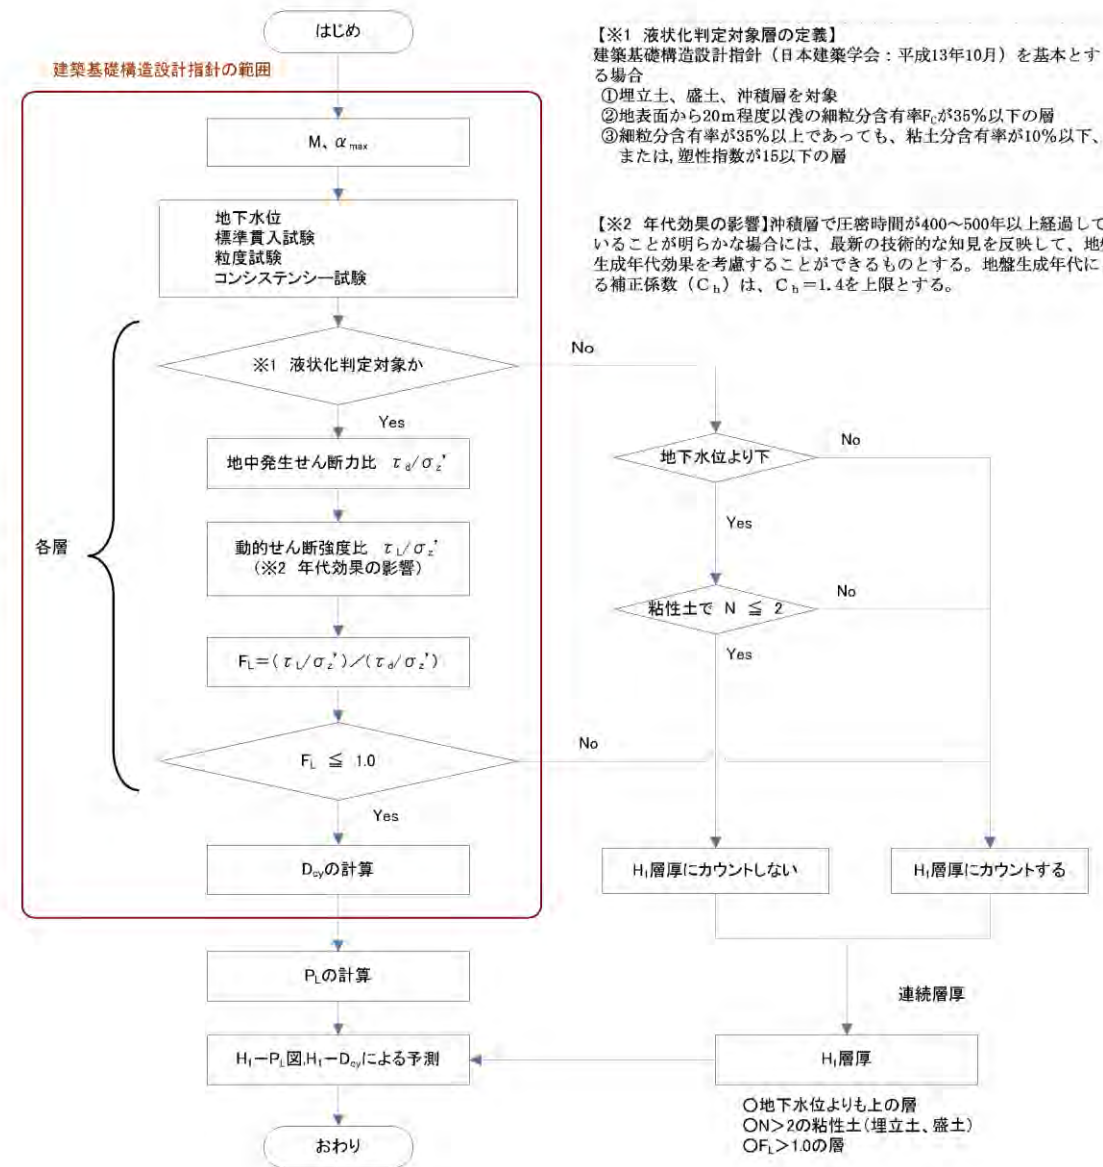 はじめ
建築基礎構造設計指針の範囲
M、αmax
地下水位
標準貫入試験
粒度試験
コンシステンシー試験
※1 液状化判定対象か
Yes
No
地中発生せん断力比 τd/σz'
動的せん断強度比 τL/σz'
(※2 年代効果の影響)
各層
FL=(τL/σz')/(τd/σz')
FL ≦ 1.0
No
Yes
Dcyの計算
PLの計算
H1-PL図,H1-Dcyによる予測
おわり
【※1 液状化判定対象層の定義】
建築基礎構造設計指針(日本建築学会:平成13年10月)を基本とす
る場合
①埋立土、盛土、沖積層を対象
②地表面から20m程度以浅の細粒分含有率FCが35%以下の層
③細粒分含有率が35%以上であっても、粘土分含有率が10%以下、
または,塑性指数が15以下の層
【※2 年代効果の影響】沖積層で圧密時間が400~500年以上経過して
いることが明らかな場合には、最新の技術的な知見を反映して、地
生成年代効果を考慮することができるものとする。地盤生成年代に
る補正係数(Ch)は、Ch=1.4を上限とする。
地下水位より下
No
Yes
粘性土で N ≦ 2
No
Yes
H1層厚にカウントしない
H1層厚にカウントする
連続層厚
H1層厚
○地下水位よりも上の層
○N>2の粘性土(埋立土、盛土)
○FL>1.0の層